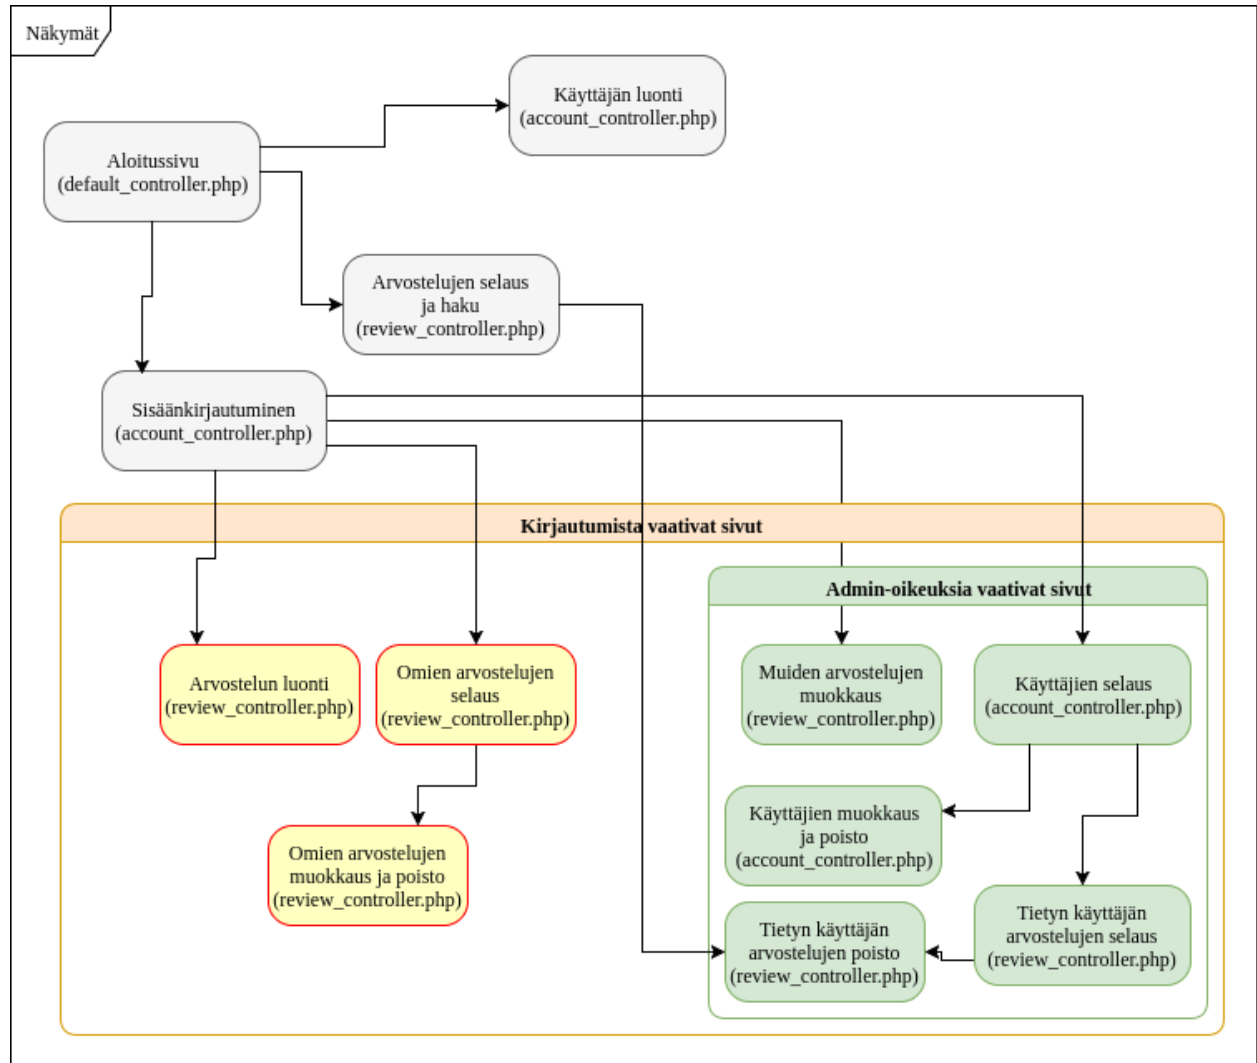 Näkymät
Käyttäjän luonti
(account_controller.php)
Aloitussivu
(default_controller.php)
Arvostelujen selaus
ja haku
(review_controller.php)
Sisäänkirjautuminen
(account_controller.php)
Kirjautumista vaativat sivut
Admin-oikeuksia vaativat sivut
Arvostelun luonti
(review_controller.php)
Omien arvostelujen
selaus
(review_controller.php)
Muiden arvostelujen
muokkaus
(review_controller.php)
Käyttäjien selaus
(account_controller.php)
Omien arvostelujen
muokkaus ja poisto
(review_controller.php)
Käyttäjien muokkaus
ja poisto
(account_controller.php)
Tietyn käyttäjän
arvostelujen poisto
(review_controller.php)
Tietyn käyttäjän
arvostelujen selaus
(review_controller.php)